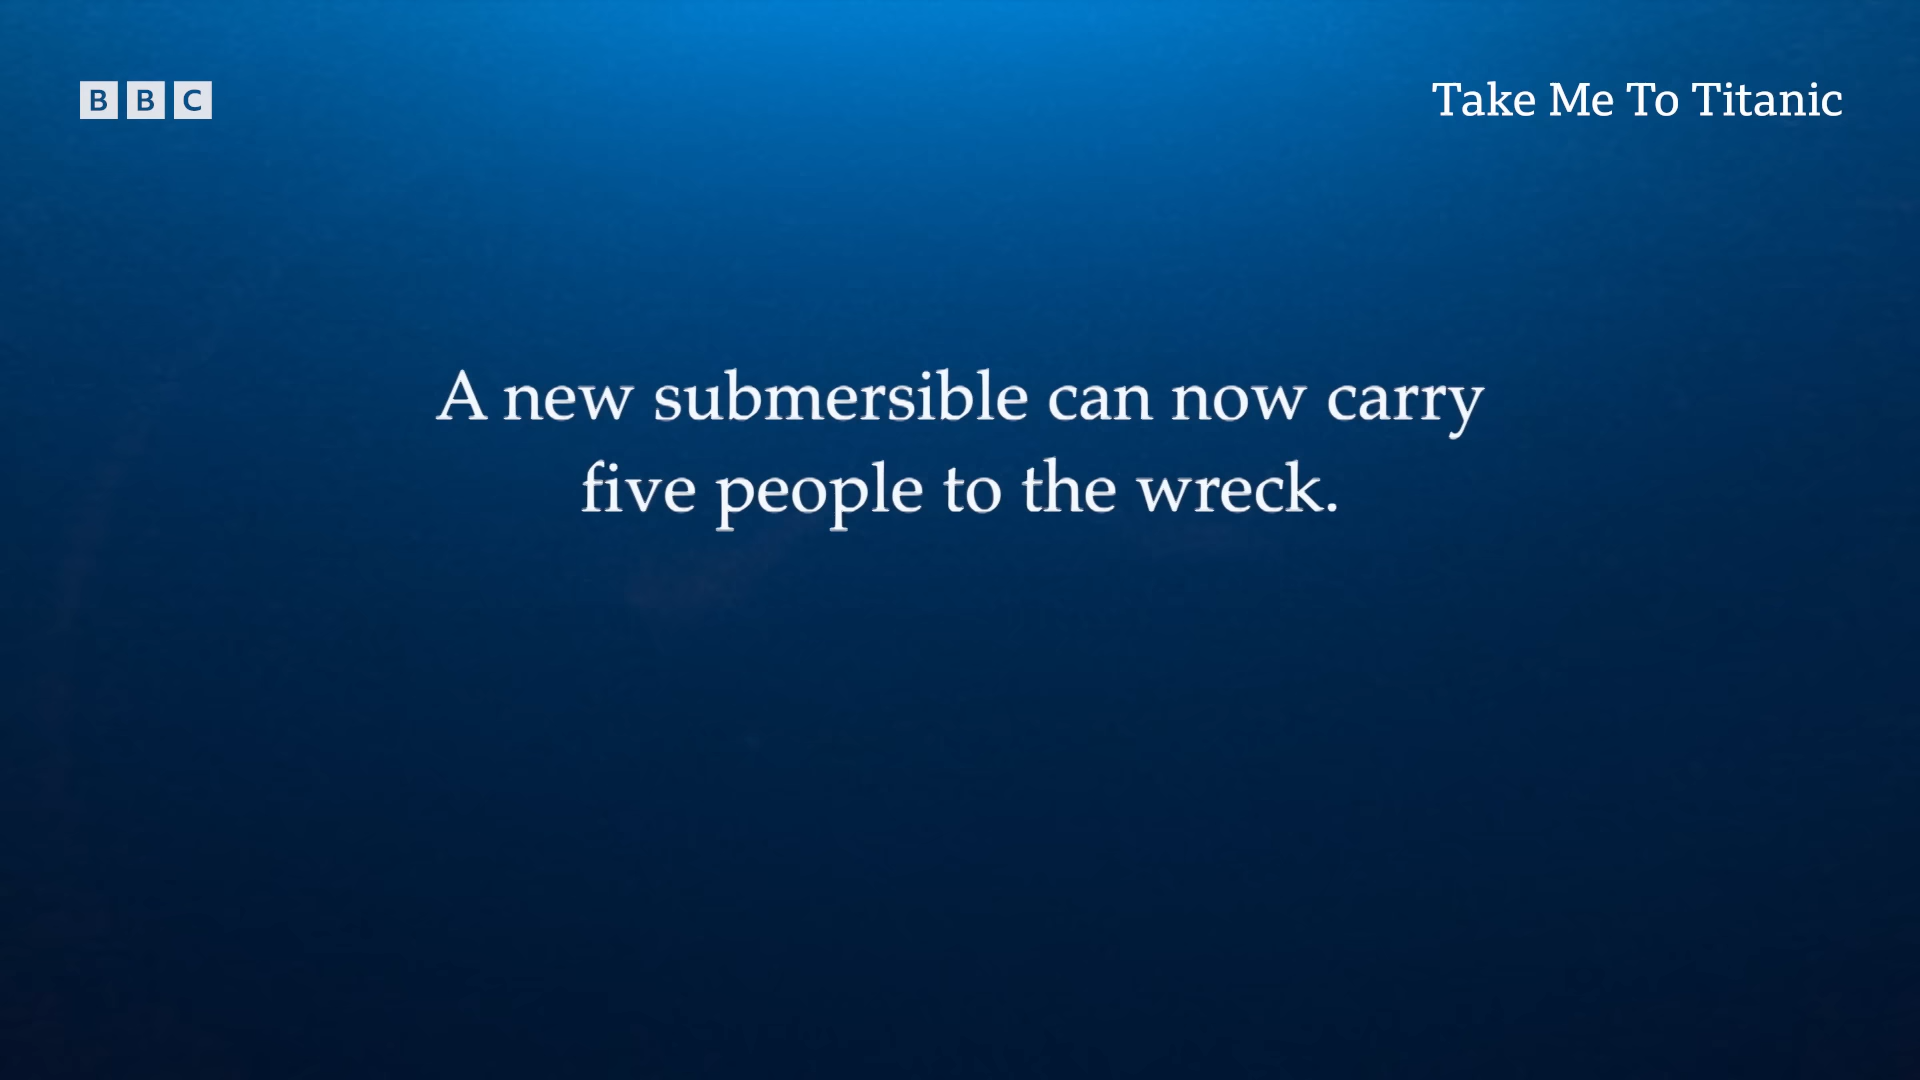 BBC
Take Me To Titanic
A new submersible can now carry
five people to the wreck.